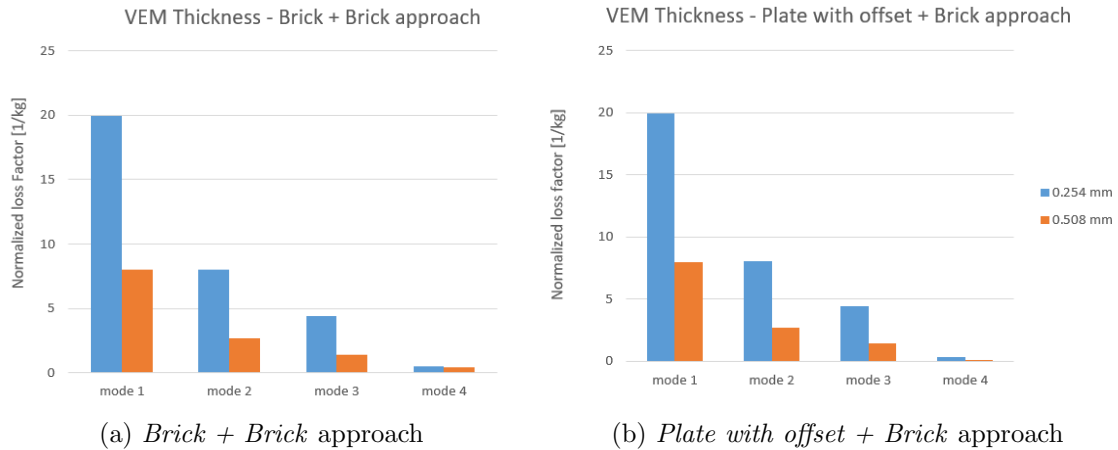 VEM Thickness - Brick + Brick approach
Normalized loss Factor [1/kg]
25
20
15
10
5
0
mode 1
mode 2
mode 3
mode 4
(a) Brick + Brick approach
VEM Thickness - Plate with offset + Brick approach
Normalized loss factor [1/kg]
25
20
15
10
5
0
mode 1
mode 2
mode 3
mode 4
0.254 mm
0.508 mm
(b) Plate with offset + Brick approach